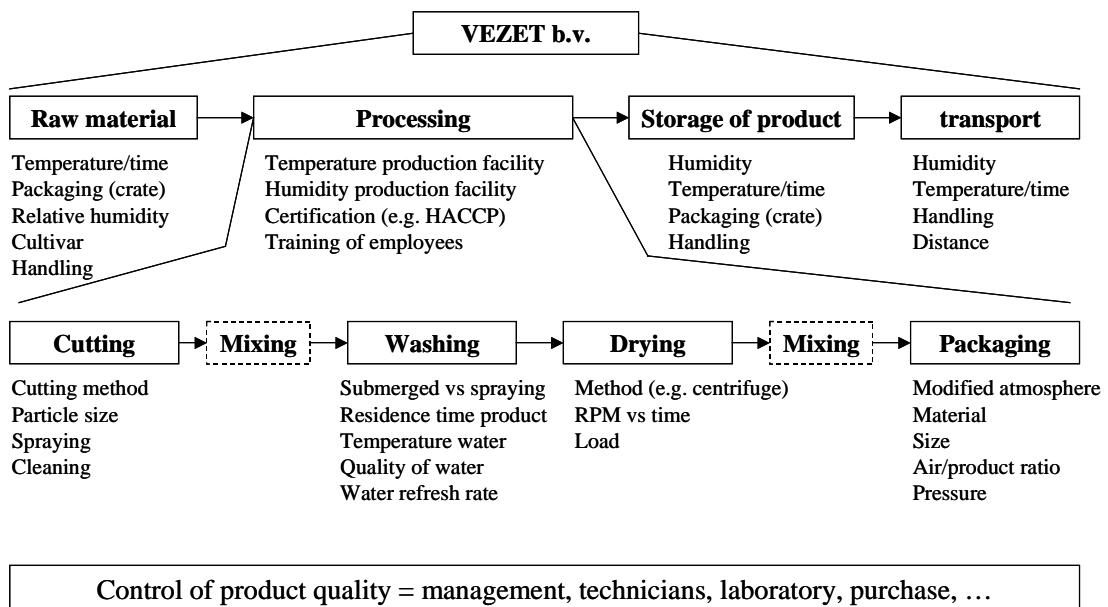 VEZET b.v.
Raw material
Processing
Storage of product
transport
Temperature/time
Packaging (crate)
Relative humidity
Cultivar
Handling
Temperature production facility
Humidity production facility
Certification (e.g. HACCP)
Training of employees
Humidity
Temperature/time
Packaging (crate)
Handling
Humidity
Temperature/time
Handling
Distance
Cutting
Mixing
Washing
Drying
Mixing
Packaging
Cutting method
Particle size
Spraying
Cleaning
Submerged vs spraying
Residence time product
Temperature water
Quality of water
Water refresh rate
Method (e.g. centrifuge)
RPM vs time
Load
Modified atmosphere
Material
Size
Air/product ratio
Pressure
Control of product quality = management, technicians, laboratory, purchase, …